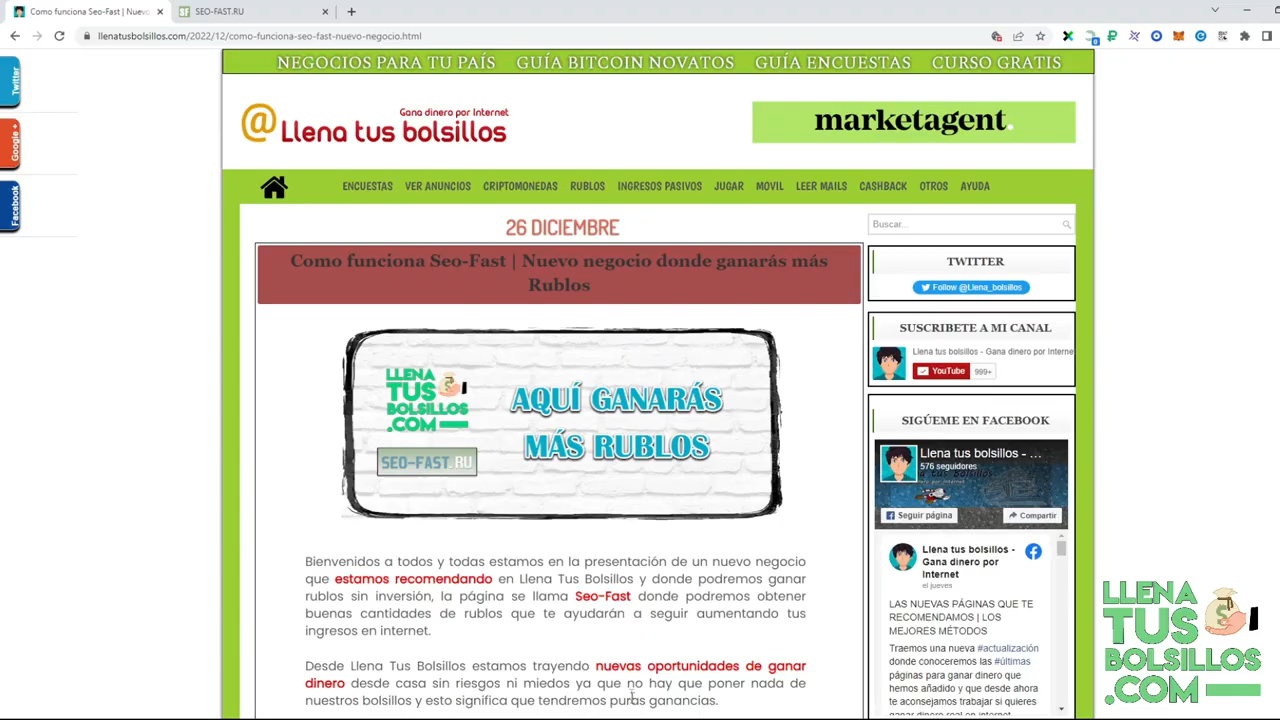 Como funciona Seo-Fast | Nuevo
SEO-FAST.RU
llenatusbolsillos.com/2022/12/como-funciona-seo-fast-nuevo-negocio.html
Twitter
Google +
Facebook
NEGOCIOS PARA TU PAÍS GUÍA BITCOIN NOVATOS GUÍA ENCUESTAS CURSO GRATIS
Gana dinero por Internet
@Llena tus bolsillos
marketagent.
ENCUESTAS VER ANUNCIOS CRIPTOMONEDAS RUBLOS INGRESOS PASIVOS JUGAR MOVIL LEER MAILS CASHBACK OTROS AYUDA
26 DICIEMBRE
Como funciona Seo-Fast | Nuevo negocio donde ganarás más
Rublos
LLENA
TUS
BOLSILLOS
.COM
SEO-FAST.RU
AQUÍ GANARÁS
MÁS RUBLOS
Bienvenidos a todos y todas estamos en la presentación de un nuevo negocio
que estamos recomendando en Llena Tus Bolsillos y donde podremos ganar
rublos sin inversión, la página se llama Seo-Fast donde podremos obtener
buenas cantidades de rublos que te ayudarán a seguir aumentando tus
ingresos en internet.
Desde Llena Tus Bolsillos estamos trayendo nuevas oportunidades de ganar
dinero desde casa sin riesgos ni miedos ya que no hay que poner nada de
nuestros bolsillos y esto significa que tendremos puras ganancias.
Buscar...
TWITTER
Follow @Llena_bolsillos
SUSCRIBETE A MI CANAL
Llena tus bolsillos - Gana dinero por Interne
YouTube 999+
SIGÚEME EN FACEBOOK
Llena tus bolsillos - ...
576 seguidores
Seguir página
Compartir
Llena tus bolsillos -
Gana dinero por
Internet
el jueves
LAS NUEVAS PÁGINAS QUE TE
RECOMENDAMOS | LOS
MEJORES MÉTODOS
Traemos una nueva #actualización
donde conoceremos las #últimas
páginas para ganar dinero que
hemos añadido y que desde ahora
te aconsejamos trabajar si quieres
ganar dinero real en internet
LLENA
TUS
BOLSILLOS
.COM